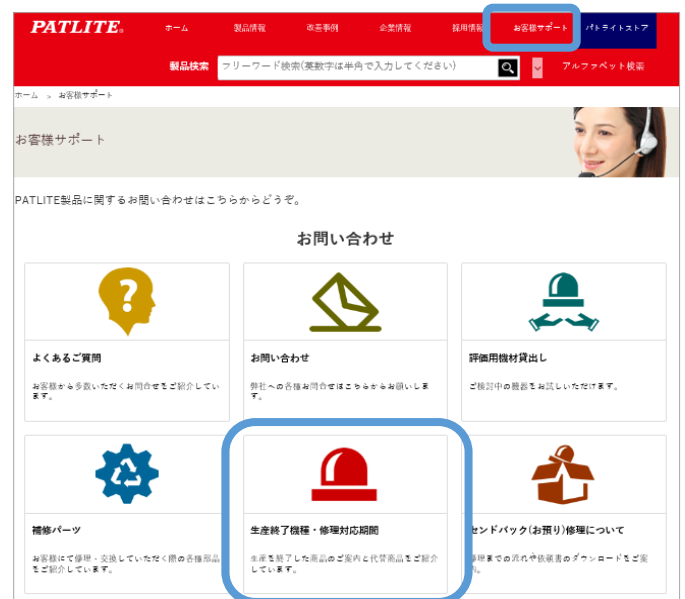 PATLITE®
ホーム 製品情報 改善事例 企業情報 採用情報 お客様サポート パトライトストア
製品検索 フリーワード検索(英数字は半角で入力してください) アルファベット検索
ホーム > お客様サポート
お客様サポート
PATLITE製品に関するお問い合わせはこちらからどうぞ。
お問い合わせ
?
よくあるご質問
お客様から多数いただくお問合せをご紹介してい
ます。
お問い合わせ
弊社への各種お問合せはこちらからお願いしま
す。
評価用機材貸出し
ご検討中の機器をお試しいただけます。
補修パーツ
お客様にて修理・交換していただく際の各種部品
をご紹介しています。
生産終了機種・修理対応期間
生産を終了した商品のご案内と代替商品をご紹介
しています。
センドバック(お預り)修理について
修理までの流れや依頼書のダウンロードをご案